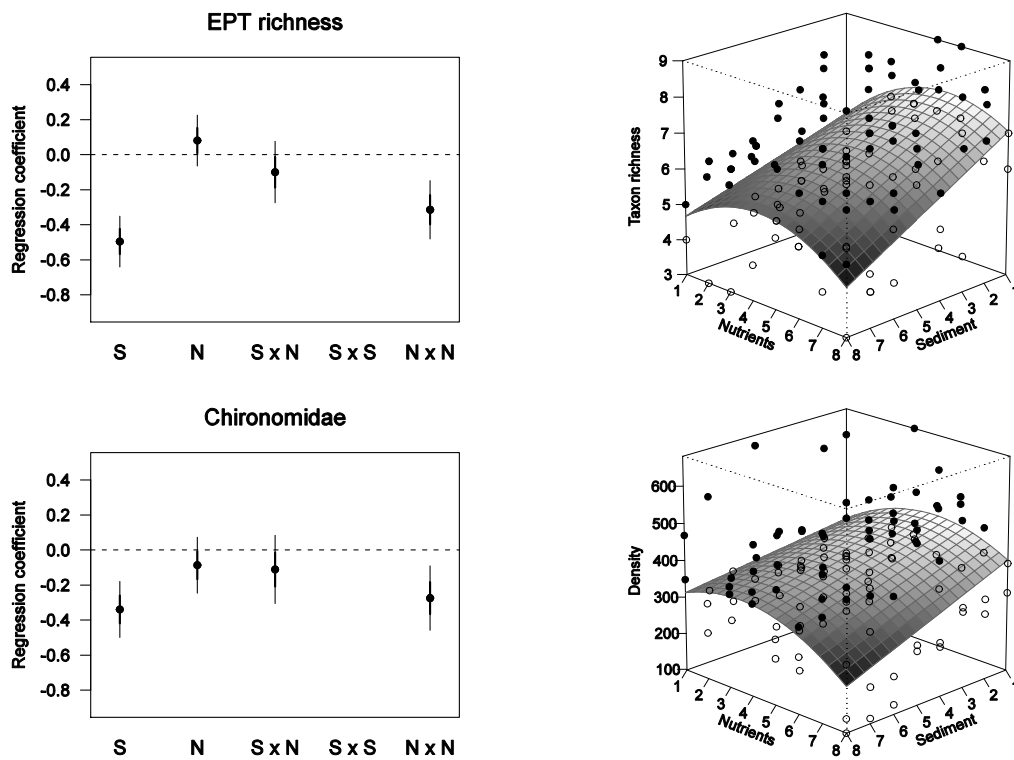 EPT richness
Regression coefficient
0.4
0.2
0.0
-0.2
-0.4
-0.6
-0.8
S N S x N S x S N x N
Taxon richness
9
8
7
6
5
4
3
1 2 3 4 5 6 7 8
Nutrients
8 7 6 5 4 3 2 1
Sediment
Chironomidae
Regression coefficient
0.4
0.2
0.0
-0.2
-0.4
-0.6
-0.8
S N S x N S x S N x N
Density
600
500
400
300
200
100
1 2 3 4 5 6 7 8
Nutrients
8 7 6 5 4 3 2 1
Sediment